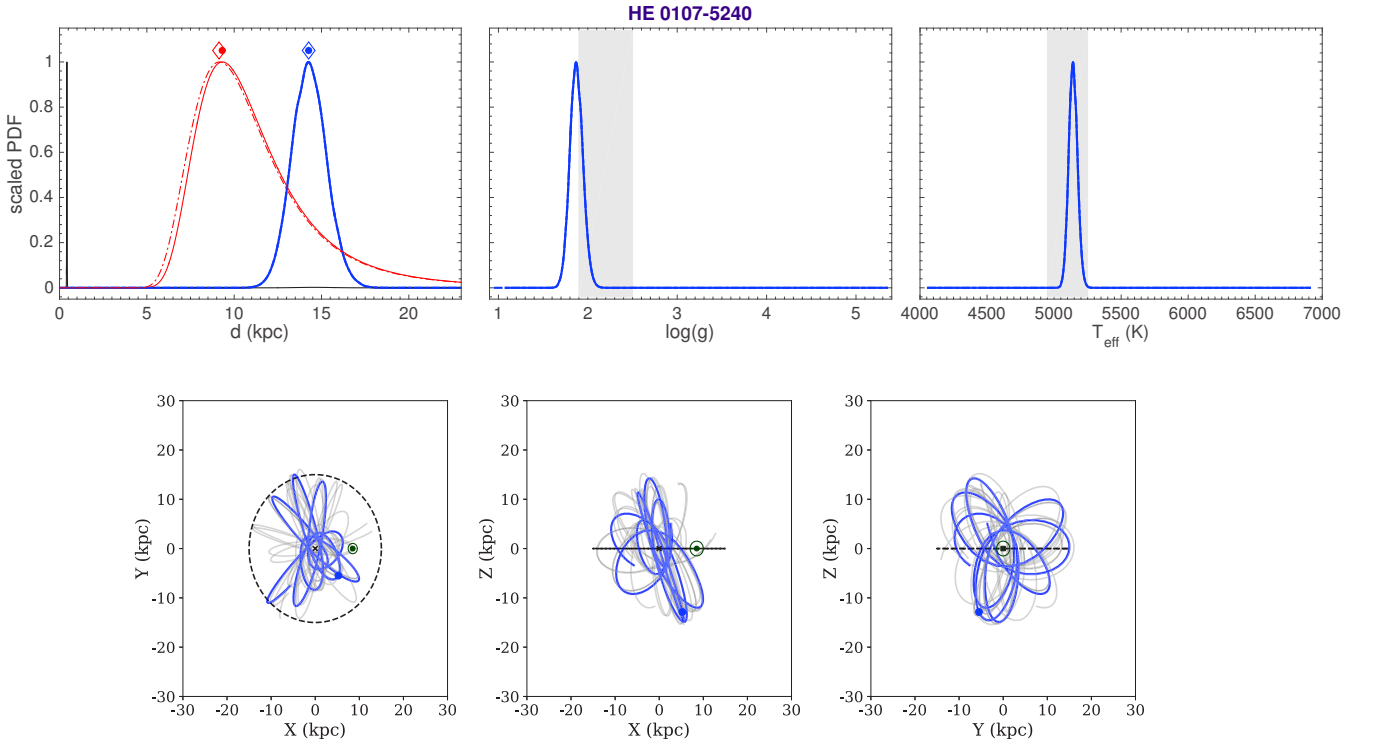 HE 0107-5240
scaled PDF
1
0.8
0.6
0.4
0.2
0
0 5 10 15 20
d (kpc)
1 2 3 4 5
log(g)
4000 4500 5000 5500 6000 6500 7000
T_eff (K)
Y (kpc)
30
20
10
0
-10
-20
-30
-30 -20 -10 0 10 20 30
X (kpc)
Z (kpc)
30
20
10
0
-10
-20
-30
-30 -20 -10 0 10 20 30
X (kpc)
Z (kpc)
30
20
10
0
-10
-20
-30
-30 -20 -10 0 10 20 30
Y (kpc)